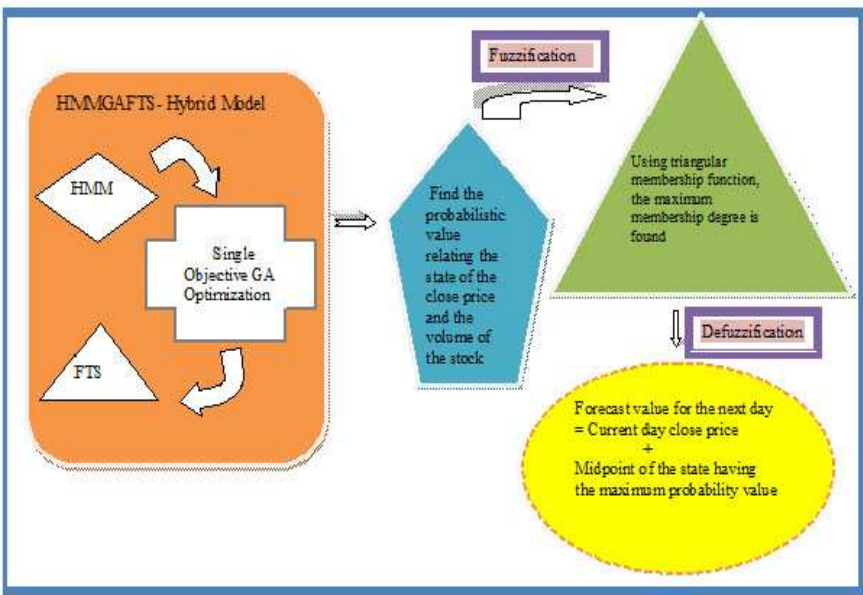 HMMGAFTS- Hybrid Model
HMM
Single
Objective GA
Optimization
FTS
Find the
probabilistic
value
relating the
state of the
close price
and the
volume of
the stock
Fuzzification
Using triangular
membership function,
the maximum
membership degree is
found
Defuzzification
Forecast value for the next day
= Current day close price
+
Midpoint of the state having
the maximum probability value